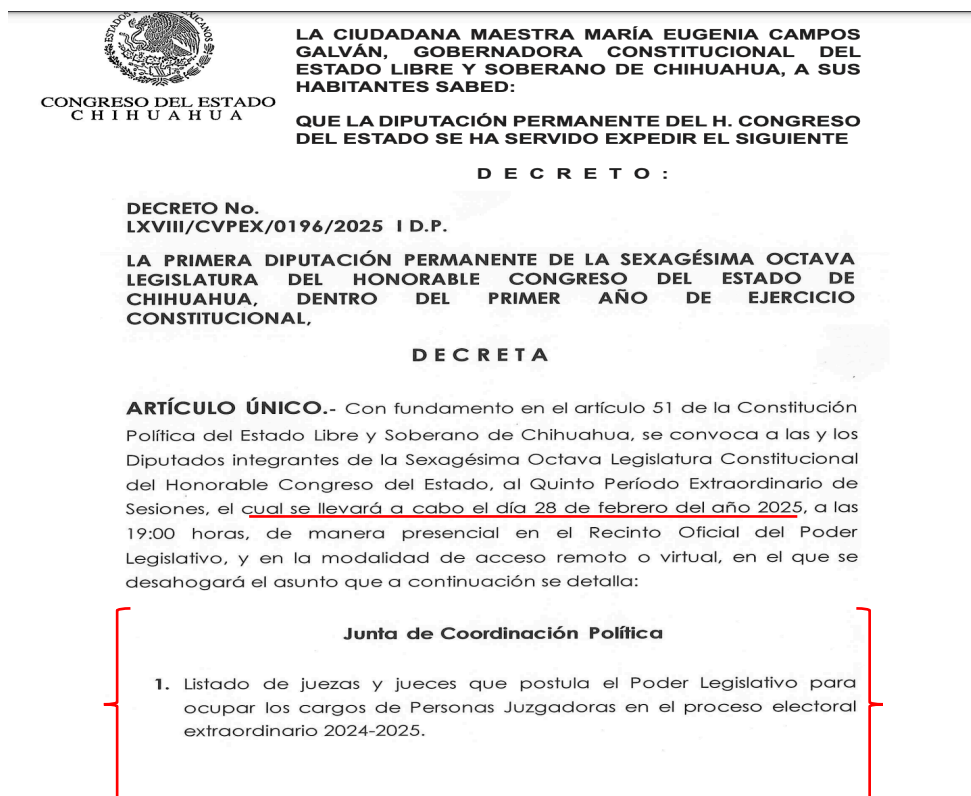 ESTADOS
MEXICANOS
CONGRESO DEL ESTADO
CHIHUAHUA
LA CIUDADANA MAESTRA MARÍA EUGENIA CAMPOS
GALVÁN, GOBERNADORA CONSTITUCIONAL DEL
ESTADO LIBRE Y SOBERANO DE CHIHUAHUA, A SUS
HABITANTES SABED:
QUE LA DIPUTACIÓN PERMANENTE DEL H. CONGRESO
DEL ESTADO SE HA SERVIDO EXPEDIR EL SIGUIENTE
D E C R E T O :
DECRETO No.
LXVIII/CVPEX/0196/2025 I D.P.
LA PRIMERA DIPUTACIÓN PERMANENTE DE LA SEXAGÉSIMA OCTAVA
LEGISLATURA DEL HONORABLE CONGRESO DEL ESTADO DE
CHIHUAHUA, DENTRO DEL PRIMER AÑO DE EJERCICIO
CONSTITUCIONAL,
D E C R E T A
ARTÍCULO ÚNICO.- Con fundamento en el artículo 51 de la Constitución
Política del Estado Libre y Soberano de Chihuahua, se convoca a las y los
Diputados integrantes de la Sexagésima Octava Legislatura Constitucional
del Honorable Congreso del Estado, al Quinto Período Extraordinario de
Sesiones, el cual se llevará a cabo el día 28 de febrero del año 2025, a las
19:00 horas, de manera presencial en el Recinto Oficial del Poder
Legislativo, y en la modalidad de acceso remoto o virtual, en el que se
desahogará el asunto que a continuación se detalla:
Junta de Coordinación Política
1. Listado de juezas y jueces que postula el Poder Legislativo para
ocupar los cargos de Personas Juzgadoras en el proceso electoral
extraordinario 2024-2025.